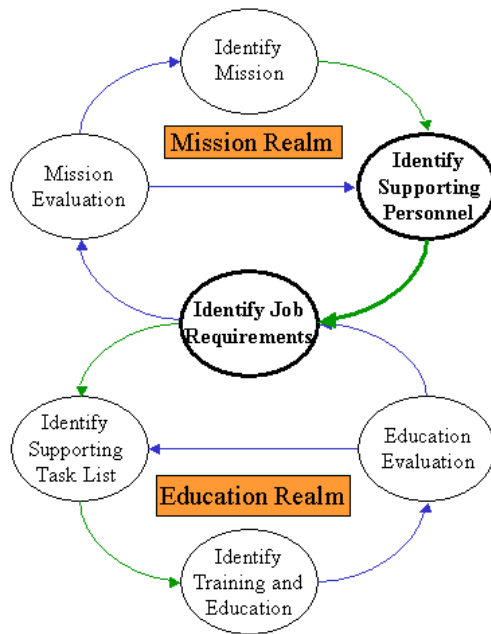 Identify
Mission
Mission Realm
Identify
Supporting
Personnel
Mission
Evaluation
Identify Job
Requirements
Identify
Supporting
Task List
Education
Evaluation
Education Realm
Identify
Training and
Education